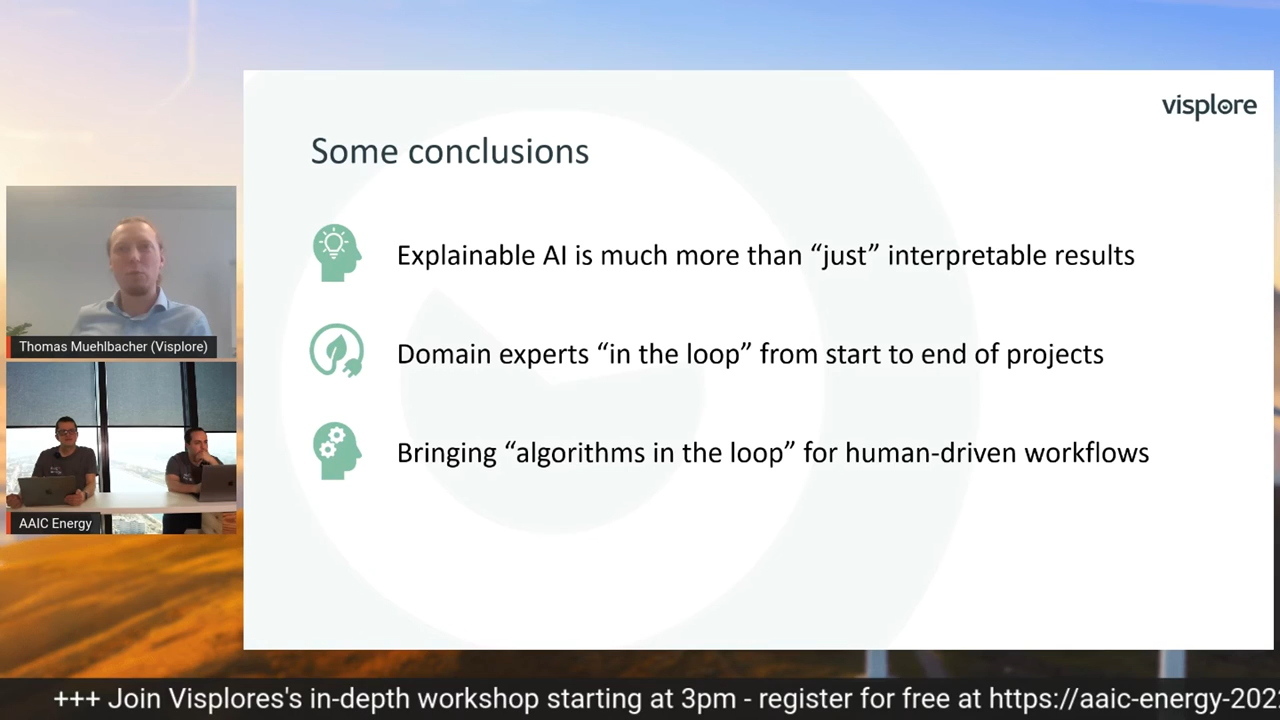 visplore
Some conclusions
Explainable AI is much more than “just” interpretable results
Domain experts “in the loop” from start to end of projects
Bringing “algorithms in the loop” for human-driven workflows
Thomas Muehlbacher (Visplore)
AAIC Energy
+++ Join Visplores's in-depth workshop starting at 3pm - register for free at https://aaic-energy-202